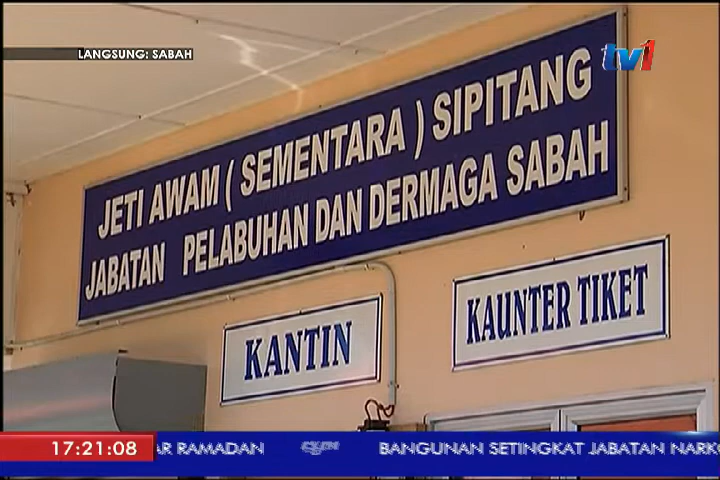 LANGSUNG: SABAH
tv1
JETI AWAM ( SEMENTARA ) SIPITANG
JABATAN PELABUHAN DAN DERMAGA SABAH
KANTIN
KAUNTER TIKET
17:21:08
AR RAMADAN
BANGUNAN SETINGKAT JABATAN NARK